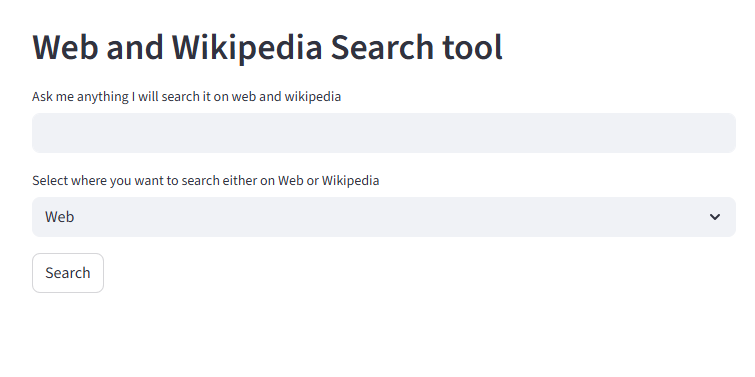 Web and Wikipedia Search tool
Ask me anything I will search it on web and wikipedia
Select where you want to search either on Web or Wikipedia
Web
Search